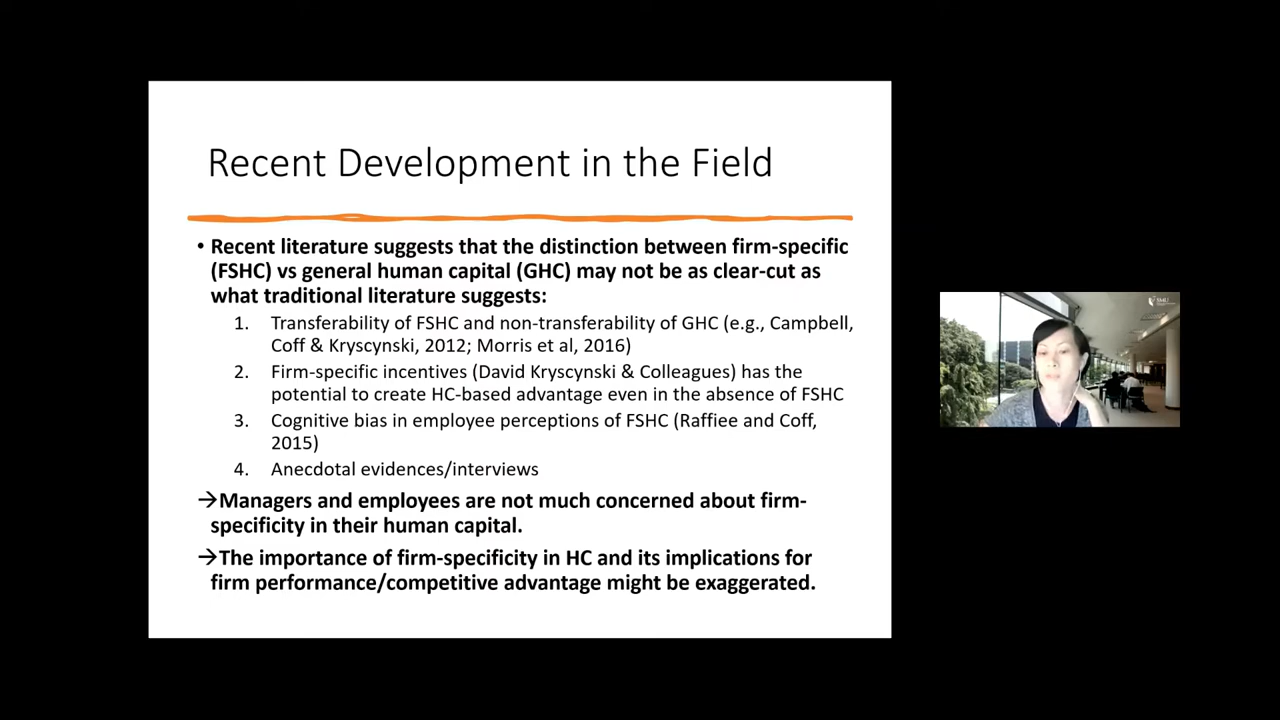 Recent Development in the Field
• Recent literature suggests that the distinction between firm-specific
(FSHC) vs general human capital (GHC) may not be as clear-cut as
what traditional literature suggests:
1. Transferability of FSHC and non-transferability of GHC (e.g., Campbell,
Coff & Kryscynski, 2012; Morris et al, 2016)
2. Firm-specific incentives (David Kryscynski & Colleagues) has the
potential to create HC-based advantage even in the absence of FSHC
3. Cognitive bias in employee perceptions of FSHC (Raffiee and Coff,
2015)
4. Anecdotal evidences/interviews
→Managers and employees are not much concerned about firm-
specificity in their human capital.
→The importance of firm-specificity in HC and its implications for
firm performance/competitive advantage might be exaggerated.
SMU